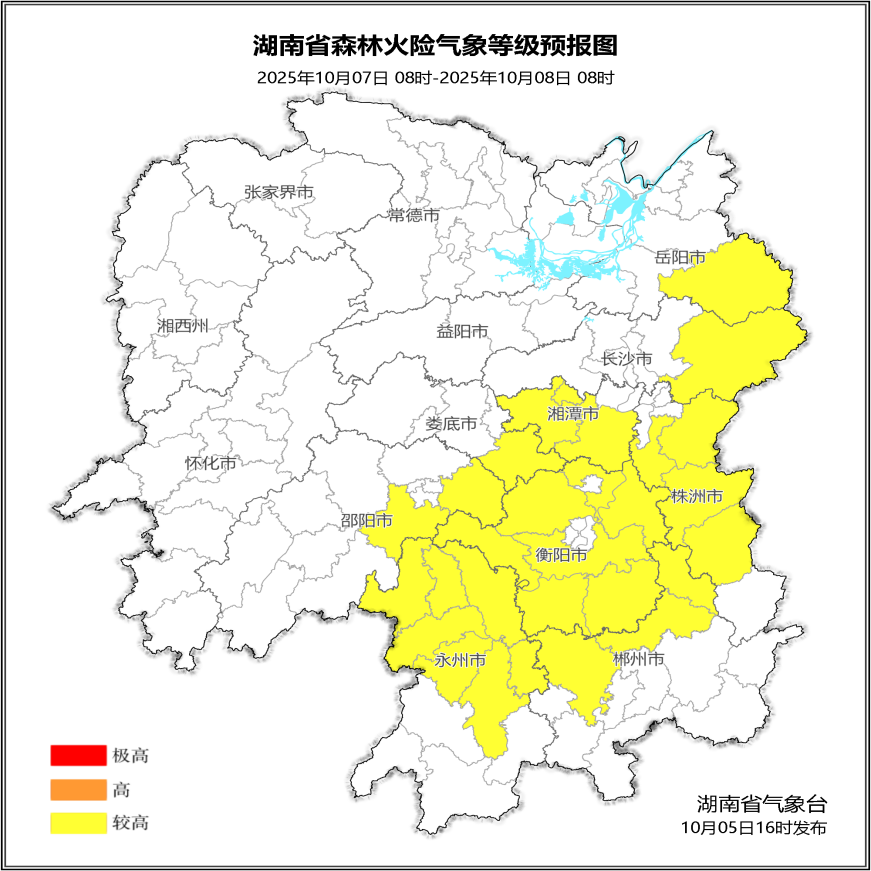 湖南省森林火险气象等级预报图
2025年10月07日 08时-2025年10月08日 08时
张家界市
常德市
岳阳市
湘西州
益阳市
长沙市
娄底市
湘潭市
怀化市
株洲市
邵阳市
衡阳市
永州市
郴州市
极高
高
较高
湖南省气象台
10月05日16时发布